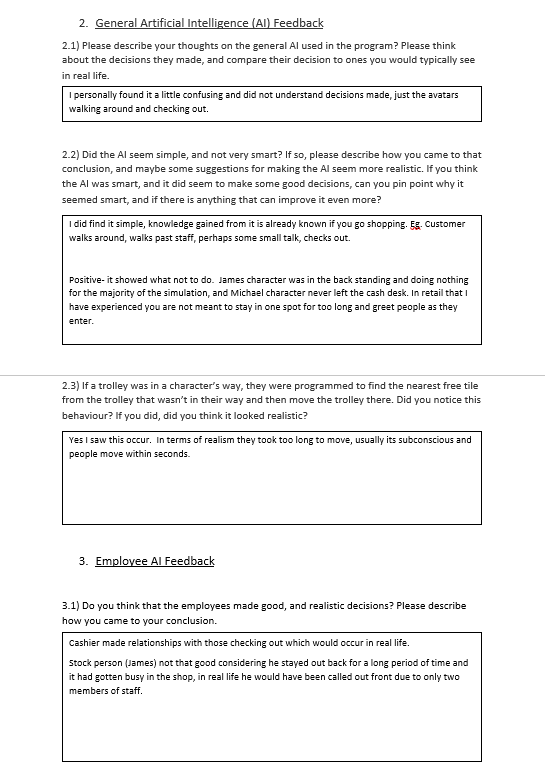 2. General Artificial Intelligence (AI) Feedback
2.1) Please describe your thoughts on the general AI used in the program? Please think
about the decisions they made, and compare their decision to ones you would typically see
in real life.
I personally found it a little confusing and did not understand decisions made, just the avatars
walking around and checking out.
2.2) Did the AI seem simple, and not very smart? If so, please describe how you came to that
conclusion, and maybe some suggestions for making the AI seem more realistic. If you think
the AI was smart, and it did seem to make some good decisions, can you pin point why it
seemed smart, and if there is anything that can improve it even more?
I did find it simple, knowledge gained from it is already known if you go shopping. Eg. Customer
walks around, walks past staff, perhaps some small talk, checks out.
Positive- it showed what not to do. James character was in the back standing and doing nothing
for the majority of the simulation, and Michael character never left the cash desk. In retail that I
have experienced you are not meant to stay in one spot for too long and greet people as they
enter.
2.3) If a trolley was in a character's way, they were programmed to find the nearest free tile
from the trolley that wasn't in their way and then move the trolley there. Did you notice this
behaviour? If you did, did you think it looked realistic?
Yes I saw this occur. In terms of realism they took too long to move, usually its subconscious and
people move within seconds.
3. Employee AI Feedback
3.1) Do you think that the employees made good, and realistic decisions? Please describe
how you came to your conclusion.
Cashier made relationships with those checking out which would occur in real life.
Stock person (James) not that good considering he stayed out back for a long period of time and
it had gotten busy in the shop, in real life he would have been called out front due to only two
members of staff.